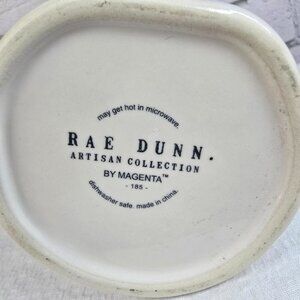 may get hot in microwave.
RAE DUNN.
ARTISAN COLLECTION
BY MAGENTA™
- 185 -
dishwasher safe. made in china.